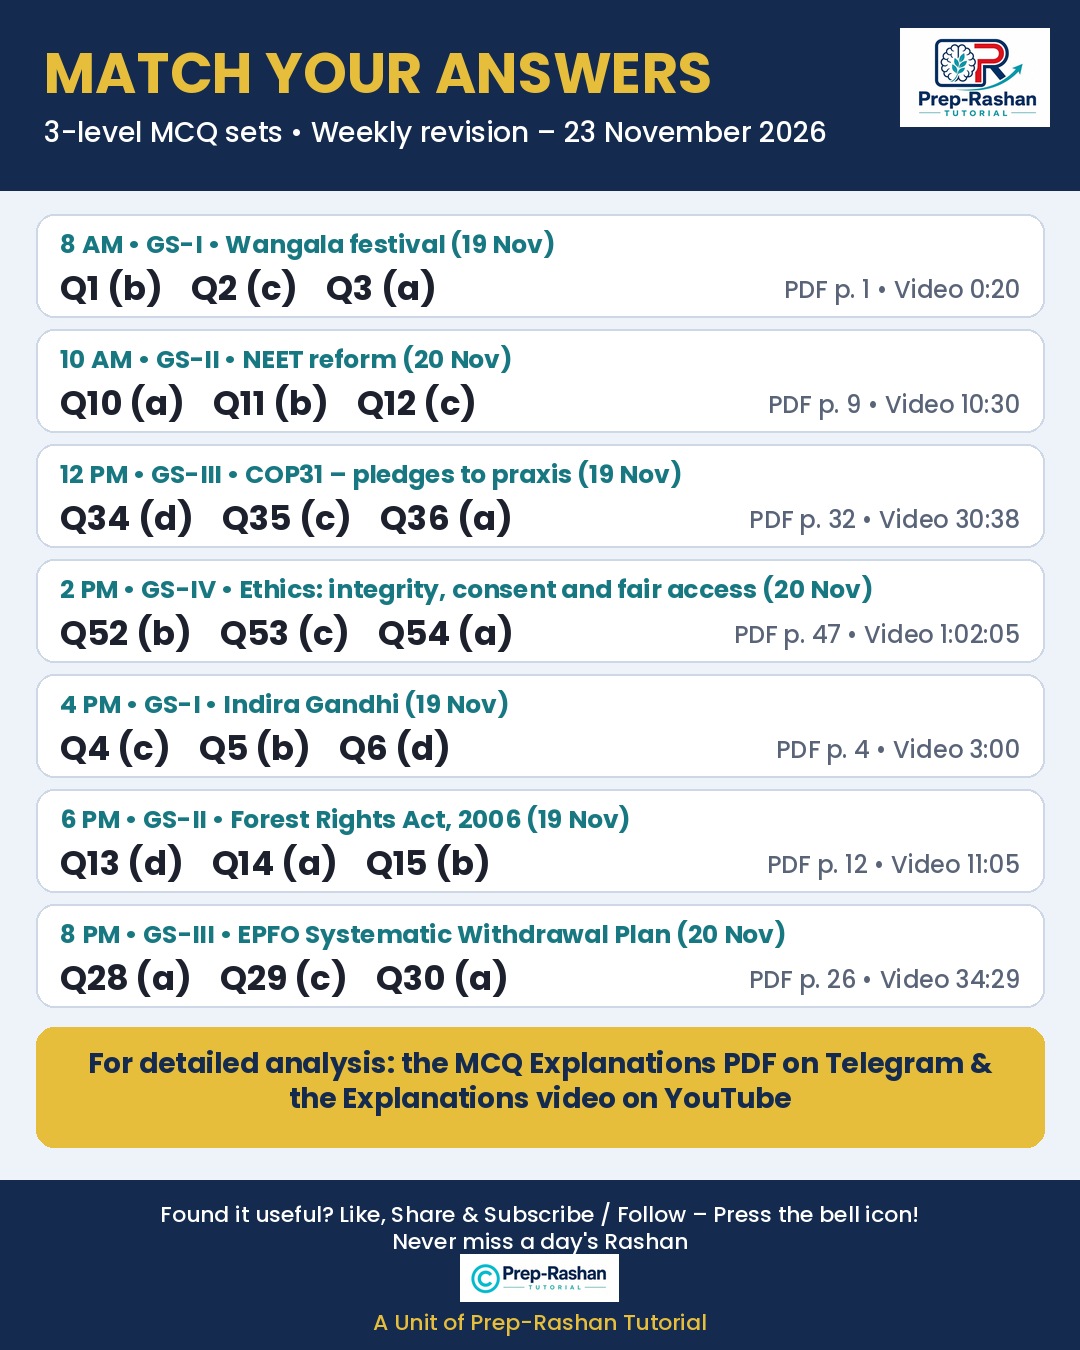 MATCH YOUR ANSWERS
3-level MCQ sets • Weekly revision – 23 November 2026
Prep-Rashan
TUTORIAL
8 AM • GS-I • Wangala festival (19 Nov)
Q1 (b) Q2 (c) Q3 (a)
PDF p. 1 • Video 0:20
10 AM • GS-II • NEET reform (20 Nov)
Q10 (a) Q11 (b) Q12 (c)
PDF p. 9 • Video 10:30
12 PM • GS-III • COP31 – pledges to praxis (19 Nov)
Q34 (d) Q35 (c) Q36 (a)
PDF p. 32 • Video 30:38
2 PM • GS-IV • Ethics: integrity, consent and fair access (20 Nov)
Q52 (b) Q53 (c) Q54 (a)
PDF p. 47 • Video 1:02:05
4 PM • GS-I • Indira Gandhi (19 Nov)
Q4 (c) Q5 (b) Q6 (d)
PDF p. 4 • Video 3:00
6 PM • GS-II • Forest Rights Act, 2006 (19 Nov)
Q13 (d) Q14 (a) Q15 (b)
PDF p. 12 • Video 11:05
8 PM • GS-III • EPFO Systematic Withdrawal Plan (20 Nov)
Q28 (a) Q29 (c) Q30 (a)
PDF p. 26 • Video 34:29
For detailed analysis: the MCQ Explanations PDF on Telegram &
the Explanations video on YouTube
Found it useful? Like, Share & Subscribe / Follow – Press the bell icon!
Never miss a day's Rashan
© Prep-Rashan
TUTORIAL
A Unit of Prep-Rashan Tutorial